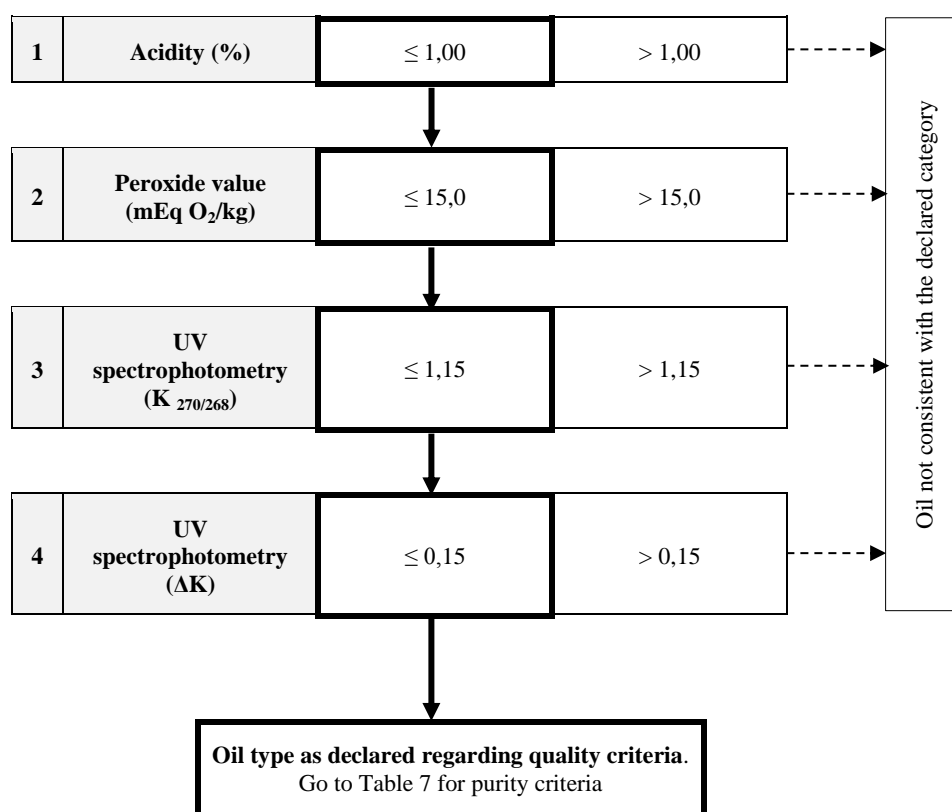 1 Acidity (%) ≤ 1,00 > 1,00
2 Peroxide value
(mEq O₂/kg) ≤ 15,0 > 15,0
3 UV
spectrophotometry
(K 270/268) ≤ 1,15 > 1,15
4 UV
spectrophotometry
(ΔK) ≤ 0,15 > 0,15
Oil not consistent with the declared category
Oil type as declared regarding quality criteria.
Go to Table 7 for purity criteria